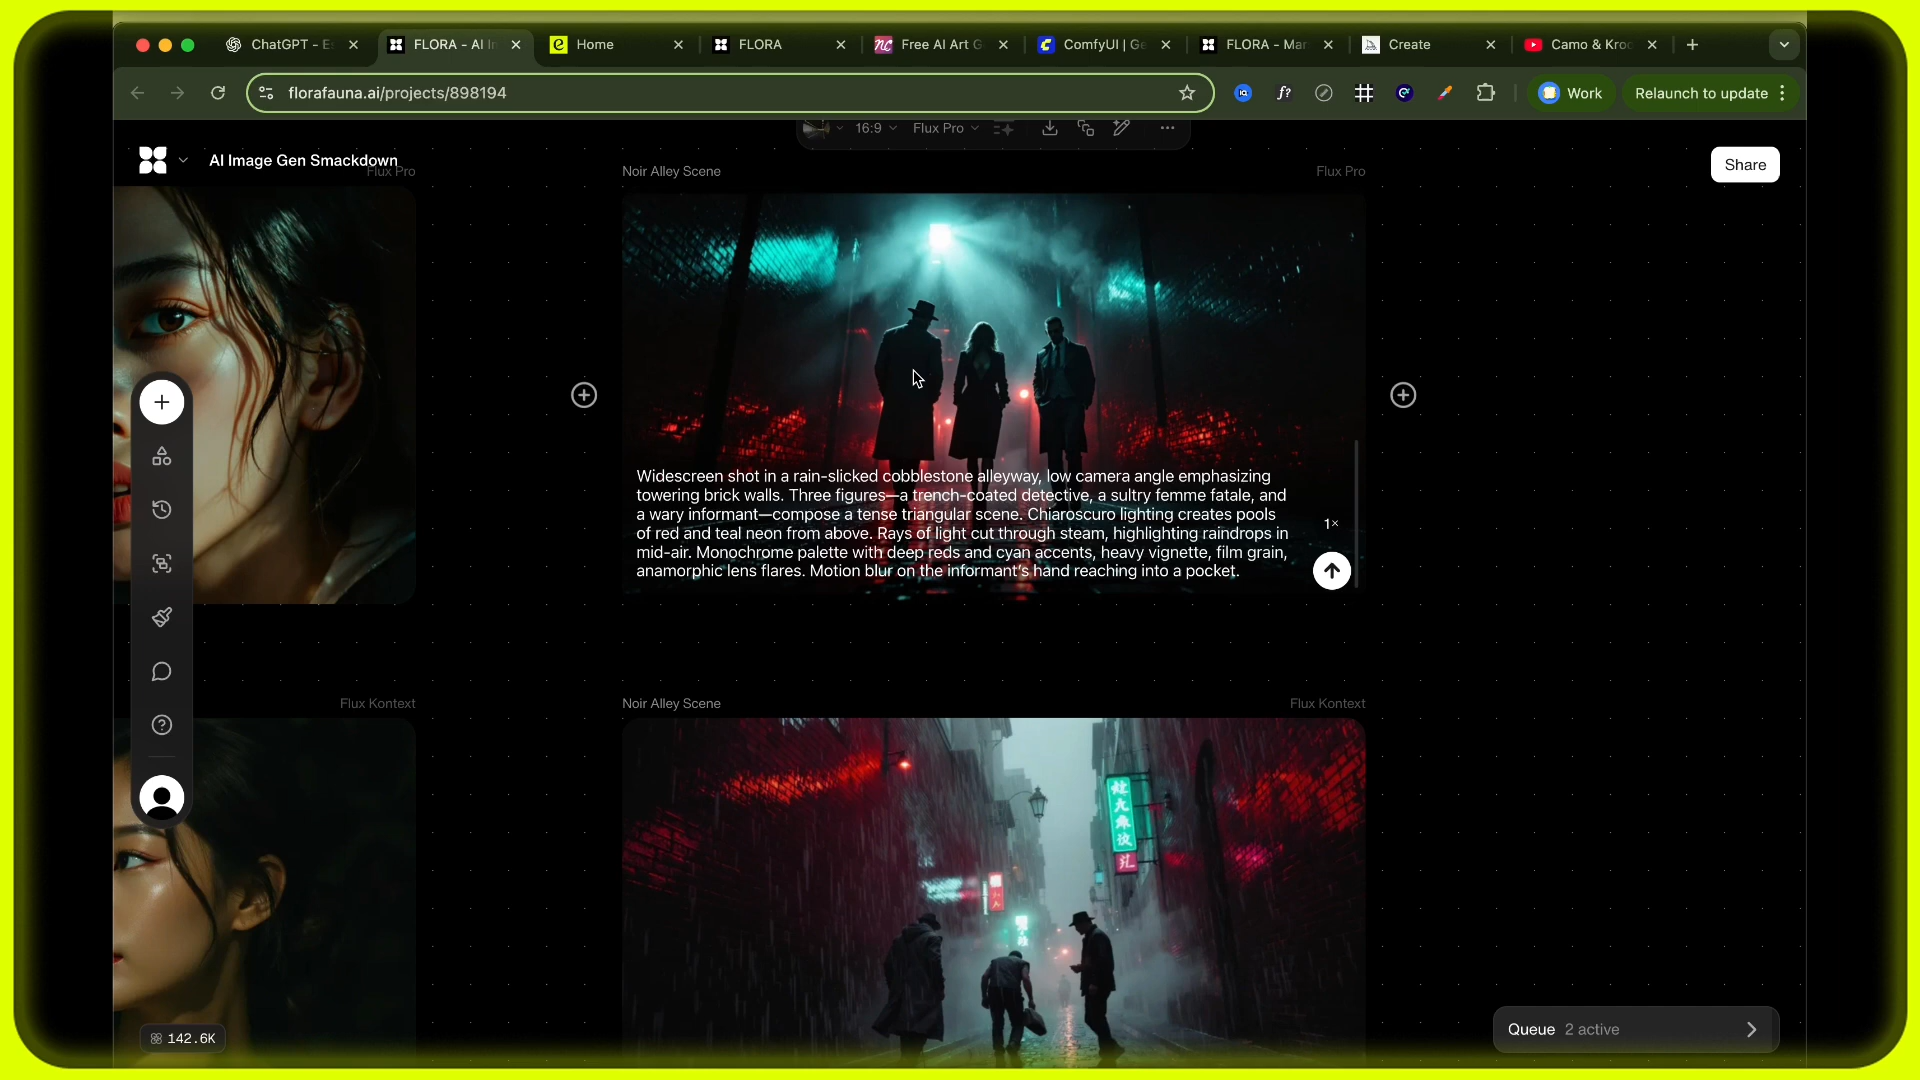 ChatGPT - Es
FLORA - AI In
Home
FLORA
Free AI Art G
ComfyUI | Ge
FLORA - Mar
Create
Camo & Kroc
florafauna.ai/projects/898194
Work
Relaunch to update
16:9
Flux Pro
AI Image Gen Smackdown
Share
Flux Pro
Noir Alley Scene
Flux Pro
Widescreen shot in a rain-slicked cobblestone alleyway, low camera angle emphasizing
towering brick walls. Three figures—a trench-coated detective, a sultry femme fatale, and
a wary informant—compose a tense triangular scene. Chiaroscuro lighting creates pools
of red and teal neon from above. Rays of light cut through steam, highlighting raindrops in
mid-air. Monochrome palette with deep reds and cyan accents, heavy vignette, film grain,
anamorphic lens flares. Motion blur on the informant's hand reaching into a pocket.
1×
Flux Kontext
Noir Alley Scene
Flux Kontext
142.6K
Queue 2 active